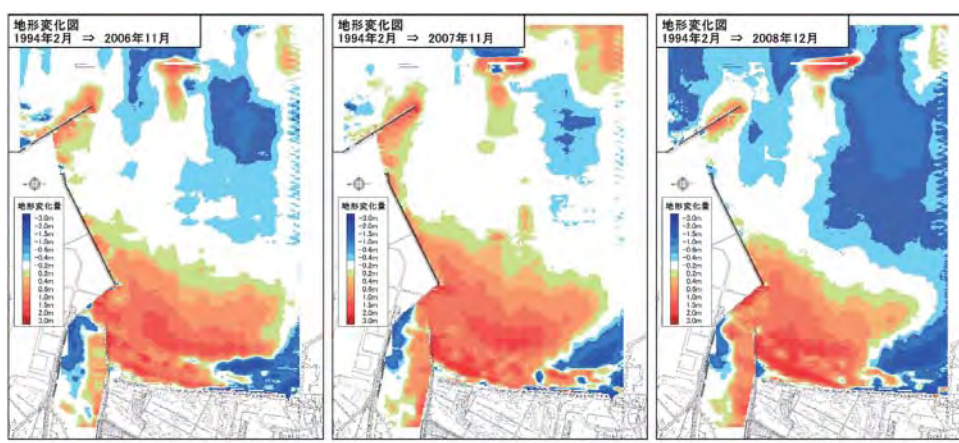 地形変化図
1994年2月 ⇒ 2006年11月
地形変化量
-3.0m
-2.0m
-1.5m
-1.0m
-0.6m
-0.4m
-0.2m
0.2m
0.4m
0.6m
1.0m
1.5m
2.0m
3.0m
地形変化図
1994年2月 ⇒ 2007年11月
地形変化量
-3.0m
-2.0m
-1.5m
-1.0m
-0.6m
-0.4m
-0.2m
0.2m
0.4m
0.6m
1.0m
1.5m
2.0m
3.0m
地形変化図
1994年2月 ⇒ 2008年12月
地形変化量
-3.0m
-2.0m
-1.5m
-1.0m
-0.6m
-0.4m
-0.2m
0.2m
0.4m
0.6m
1.0m
1.5m
2.0m
3.0m